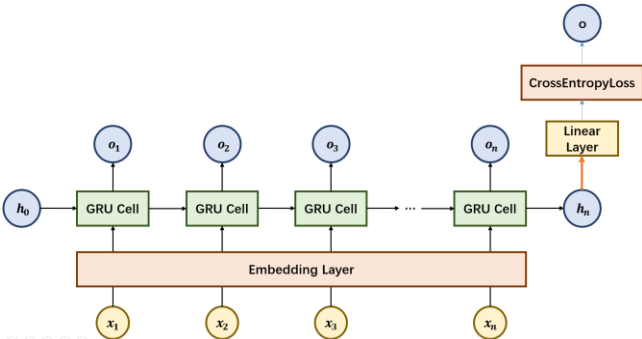 o
CrossEntropyLoss
Linear
Layer
o₁
o₂
o₃
oₙ
h₀
GRU Cell
GRU Cell
GRU Cell
...
GRU Cell
hₙ
Embedding Layer
x₁
x₂
x₃
xₙ